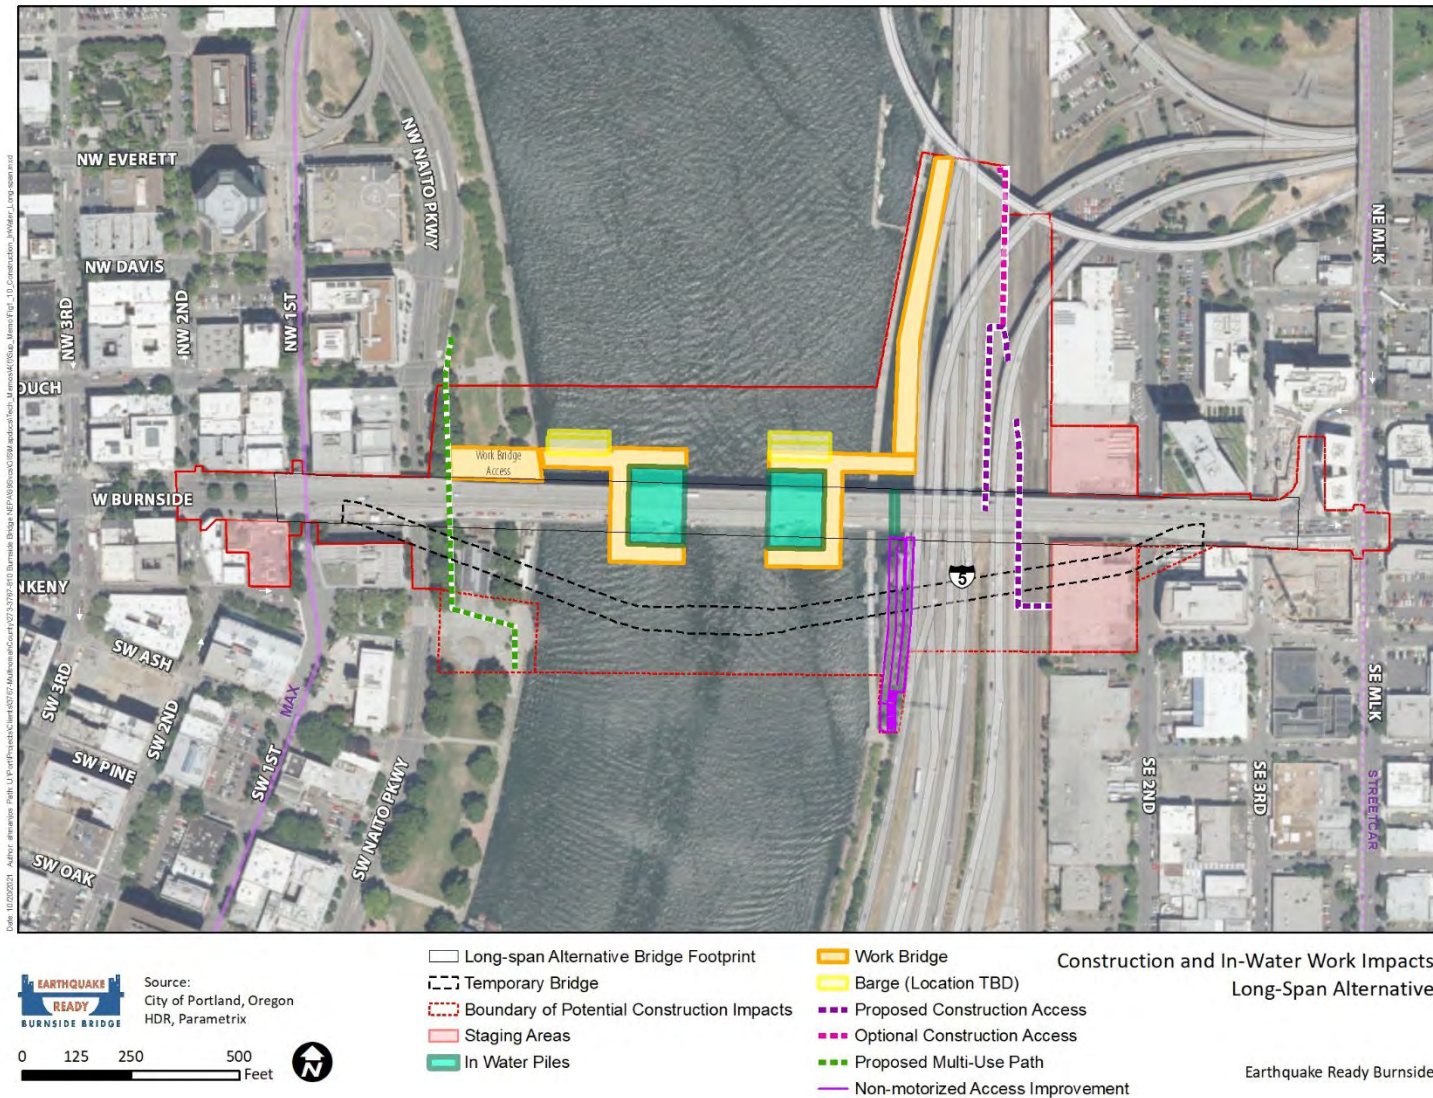 NW EVERETT
NW NAITO PKWY
NW DAVIS
NW 3RD
NW 2ND
NW 1ST
NE MLK
OUCH
Work Bridge
Access
W BURNSIDE
NKENY
5
SW ASH
SW 3RD
SW 2ND
MAX
SW 1ST
SW PINE
SW NAITO PKWY
SW OAK
SE 2ND
SE 3RD
SE MLK
STREETCAR
EARTHQUAKE
READY
BURNSIDE BRIDGE
Source:
City of Portland, Oregon
HDR, Parametrix
0 125 250 500
Feet
N
Long-span Alternative Bridge Footprint
Temporary Bridge
Boundary of Potential Construction Impacts
Staging Areas
In Water Piles
Work Bridge
Barge (Location TBD)
Proposed Construction Access
Optional Construction Access
Proposed Multi-Use Path
Non-motorized Access Improvement
Construction and In-Water Work Impacts
Long-Span Alternative
Earthquake Ready Burnside